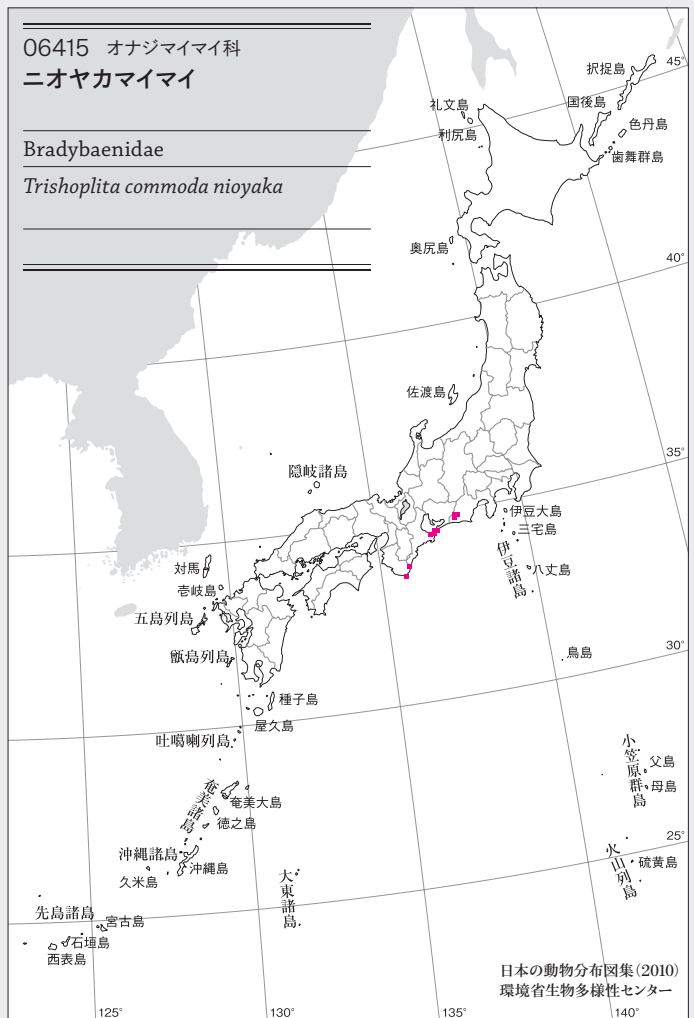 06415 オナジマイマイ科
ニオヤカマイマイ
Bradybaenidae
Trishoplita commoda nioyaka
択捉島
45°
国後島
礼文島
色丹島
利尻島
歯舞群島
奥尻島
40°
佐渡島
35°
隠岐諸島
伊豆大島
三宅島
伊豆諸島
八丈島
対馬
壱岐島
五島列島
甑島列島
鳥島
30°
種子島
屋久島
吐噶喇列島
小笠原群島
父島
母島
奄美諸島
奄美大島
徳之島
25°
沖縄諸島
沖縄島
久米島
大東諸島
火山列島
硫黄島
先島諸島
宮古島
石垣島
西表島
日本の動物分布図集(2010)
環境省生物多様性センター
125°
130°
135°
140°